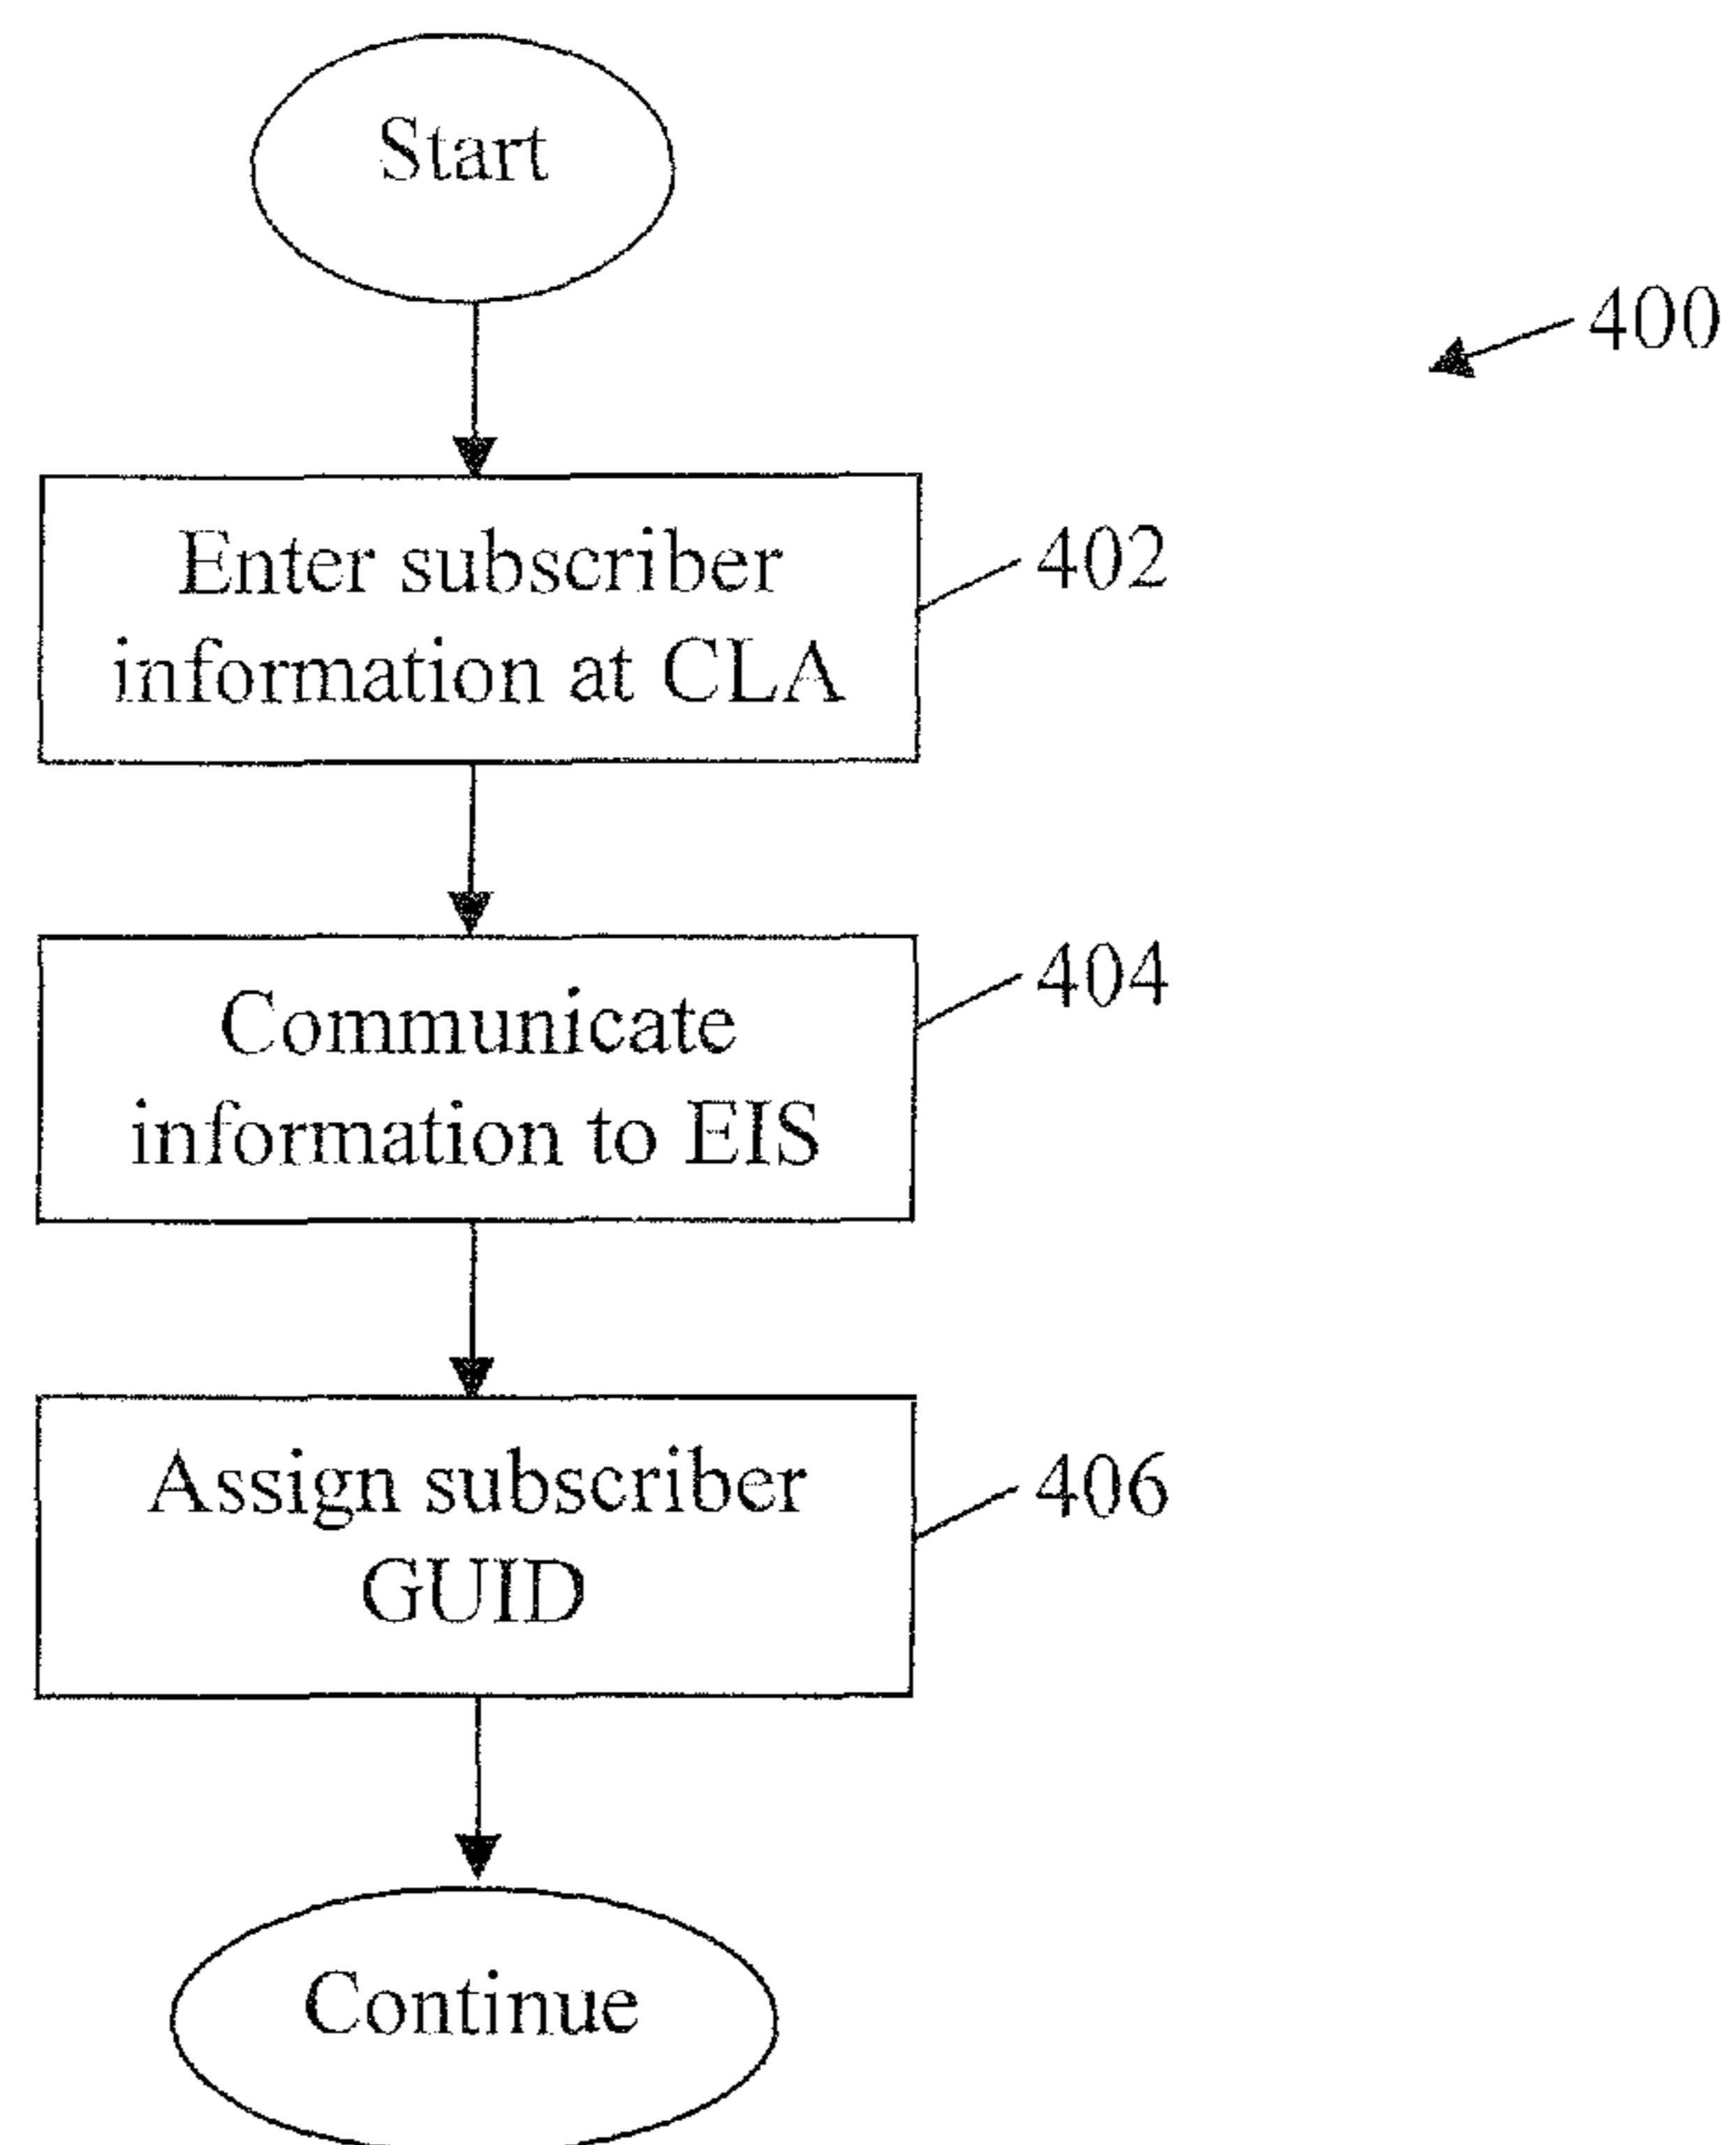 Start
400
Enter subscriber
information at CLA
402
Communicate
information to EIS
404
Assign subscriber
GUID
406
Continue